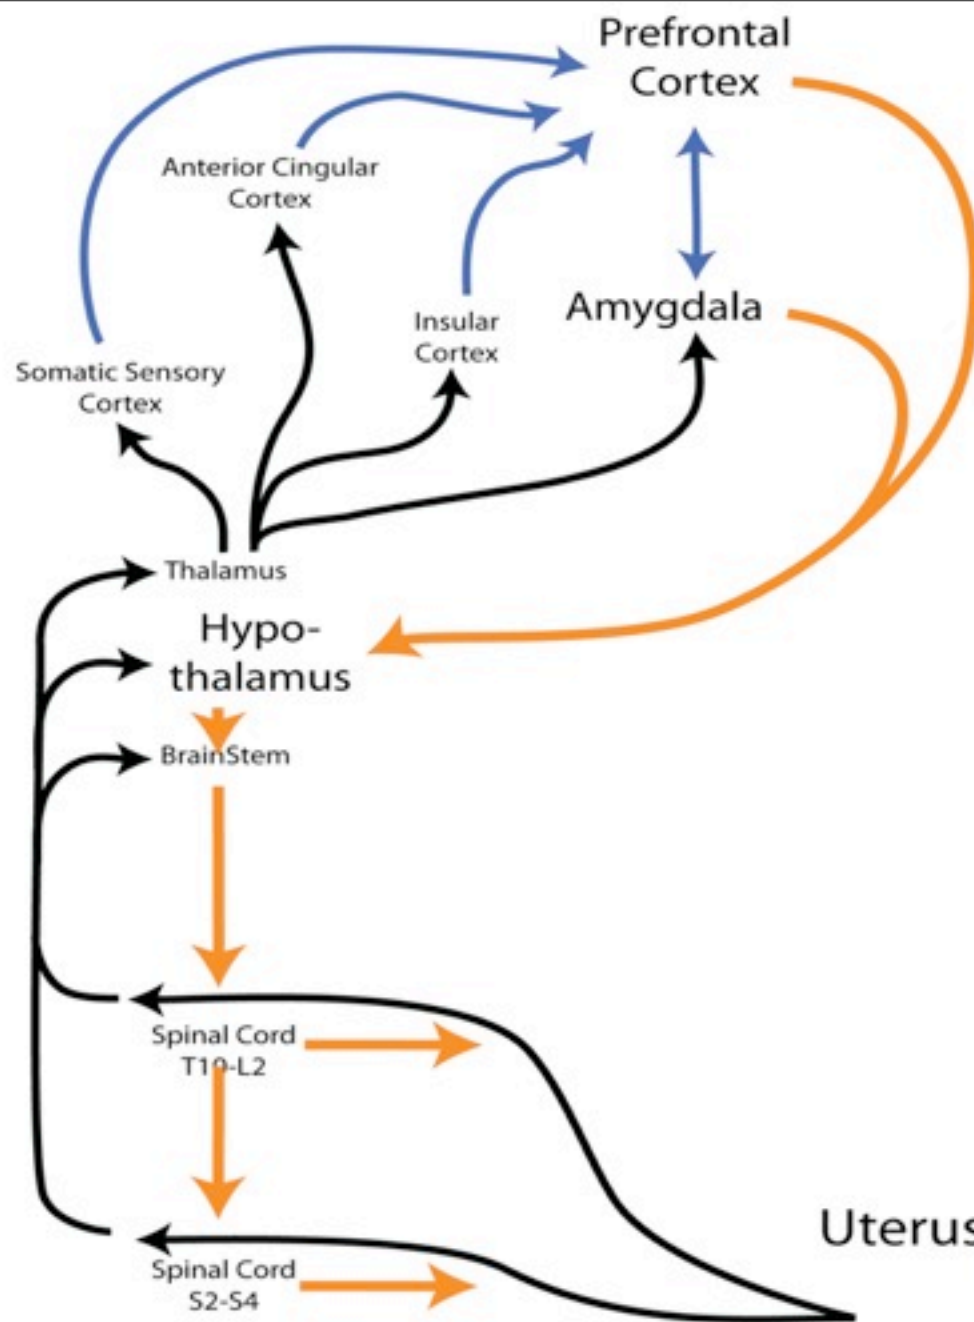 Prefrontal
Cortex
Anterior Cingular
Cortex
Insular
Cortex
Amygdala
Somatic Sensory
Cortex
Thalamus
Hypo-
thalamus
BrainStem
Spinal Cord
T10-L2
Uterus
Spinal Cord
S2-S4